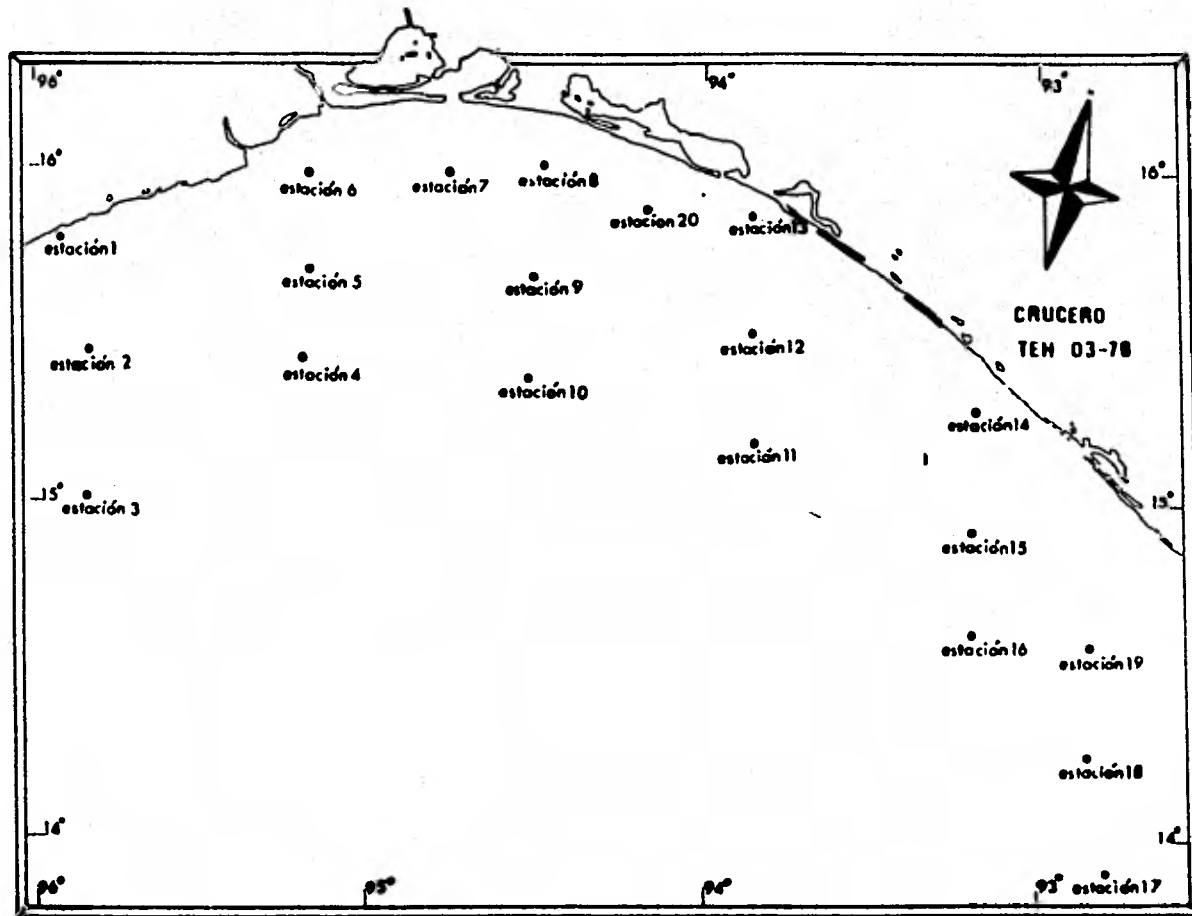 96°
94°
93°
16°
16°
estación 6
estación 7
estación 8
estación 20
estación 13
estación 1
estación 5
estación 9
CRUCERO
TEH 03-78
estación 2
estación 4
estación 10
estación 12
estación 14
estación 11
15°
15°
estación 3
estación 15
estación 16
estación 19
estación 18
14°
14°
96°
95°
94°
93°
estación 17